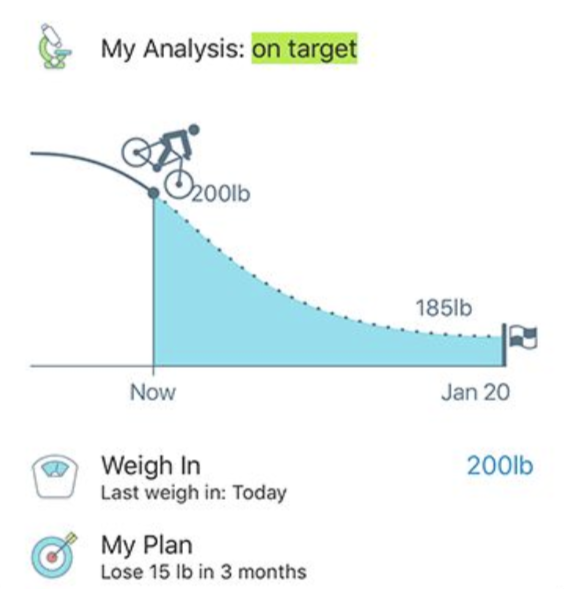 My Analysis: on target
200lb
185lb
Now
Jan 20
Weigh In
200lb
Last weigh in: Today
My Plan
Lose 15 lb in 3 months